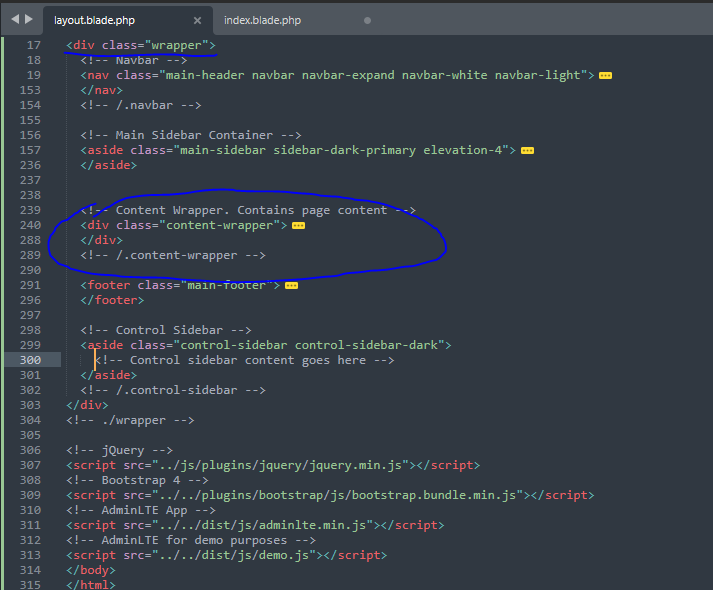 layout.blade.php
index.blade.php
17 <div class="wrapper">
18 <!-- Navbar -->
19 <nav class="main-header navbar navbar-expand navbar-white navbar-light">
153 </nav>
154 <!-- /.navbar -->
155
156 <!-- Main Sidebar Container -->
157 <aside class="main-sidebar sidebar-dark-primary elevation-4">
236 </aside>
237
238
239 <!-- Content Wrapper. Contains page content -->
240 <div class="content-wrapper">
288 </div>
289 <!-- /.content-wrapper -->
290
291 <footer class="main-footer">
296 </footer>
297
298 <!-- Control Sidebar -->
299 <aside class="control-sidebar control-sidebar-dark">
300 <!-- Control sidebar content goes here -->
301 </aside>
302 <!-- /.control-sidebar -->
303 </div>
304 <!-- ./wrapper -->
305
306 <!-- jQuery -->
307 <script src="../js/plugins/jquery/jquery.min.js"></script>
308 <!-- Bootstrap 4 -->
309 <script src="../../plugins/bootstrap/js/bootstrap.bundle.min.js"></script>
310 <!-- AdminLTE App -->
311 <script src="../../dist/js/adminlte.min.js"></script>
312 <!-- AdminLTE for demo purposes -->
313 <script src="../../dist/js/demo.js"></script>
314 </body>
315 </html>